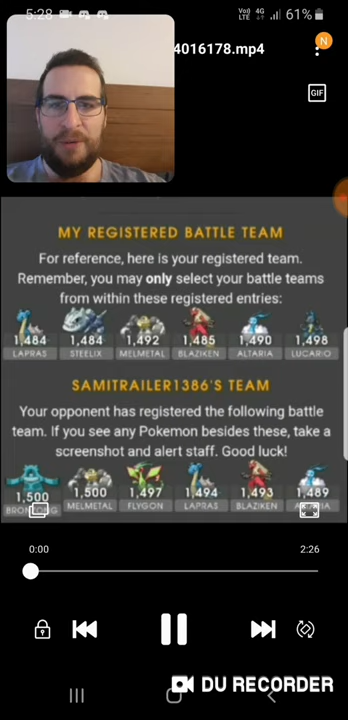 5:28
Vo) 4G 61%
4016178.mp4
N
GIF
MY REGISTERED BATTLE TEAM
For reference, here is your registered team.
Remember, you may only select your battle teams
from within these registered entries:
1,484 1,484 1,492 1,485 1,490 1,498
LAPRAS STEELIX MELMETAL BLAZIKEN ALTARIA LUCARIO
SAMITRAILER1386'S TEAM
Your opponent has registered the following battle
team. If you see any Pokemon besides these, take a
screenshot and alert staff. Good luck!
1,500 1,500 1,497 1,494 1,493 1,489
MELMETAL FLYGON LAPRAS BLAZIKEN
0:00 2:26
DU RECORDER